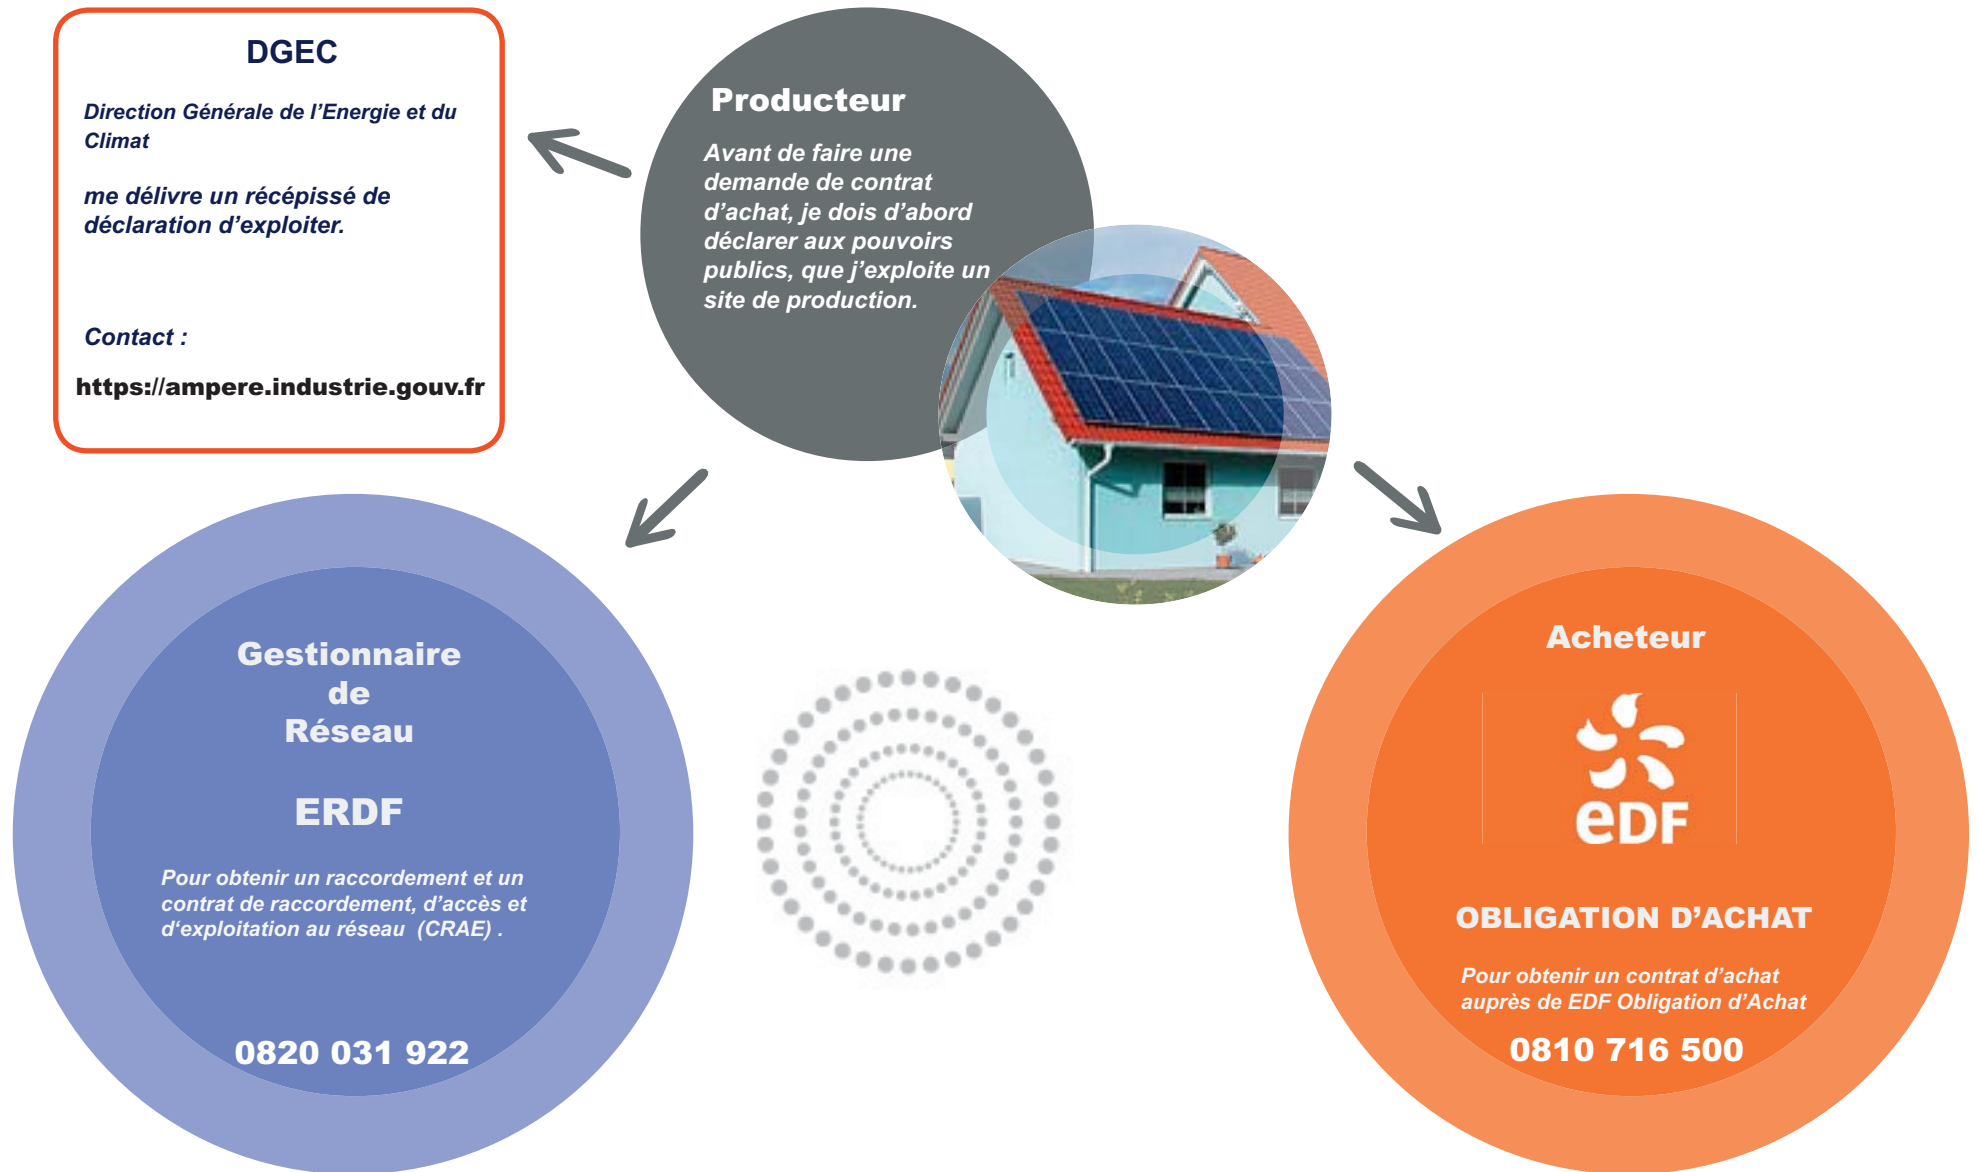 DGEC
Direction Générale de l’Energie et du
Climat
me délivre un récépissé de
déclaration d’exploiter.
Contact :
https://ampere.industrie.gouv.fr
Producteur
Avant de faire une
demande de contrat
d’achat, je dois d’abord
déclarer aux pouvoirs
publics, que j’exploite un
site de production.
Gestionnaire
de
Réseau
ERDF
Pour obtenir un raccordement et un
contrat de raccordement, d’accès et
d‘exploitation au réseau (CRAE) .
0820 031 922
Acheteur
eDF
OBLIGATION D’ACHAT
Pour obtenir un contrat d’achat
auprès de EDF Obligation d’Achat
0810 716 500